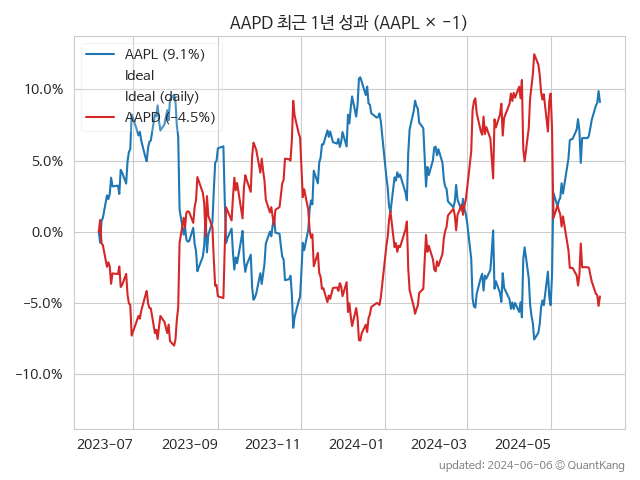 AAPD 최근 1년 성과 (AAPL × −1)
AAPL (9.1%)
Ideal
Ideal (daily)
AAPD (−4.5%)
10.0%
5.0%
0.0%
−5.0%
−10.0%
2023−07
2023−09
2023−11
2024−01
2024−03
2024−05
updated: 2024-06-06 © QuantKang